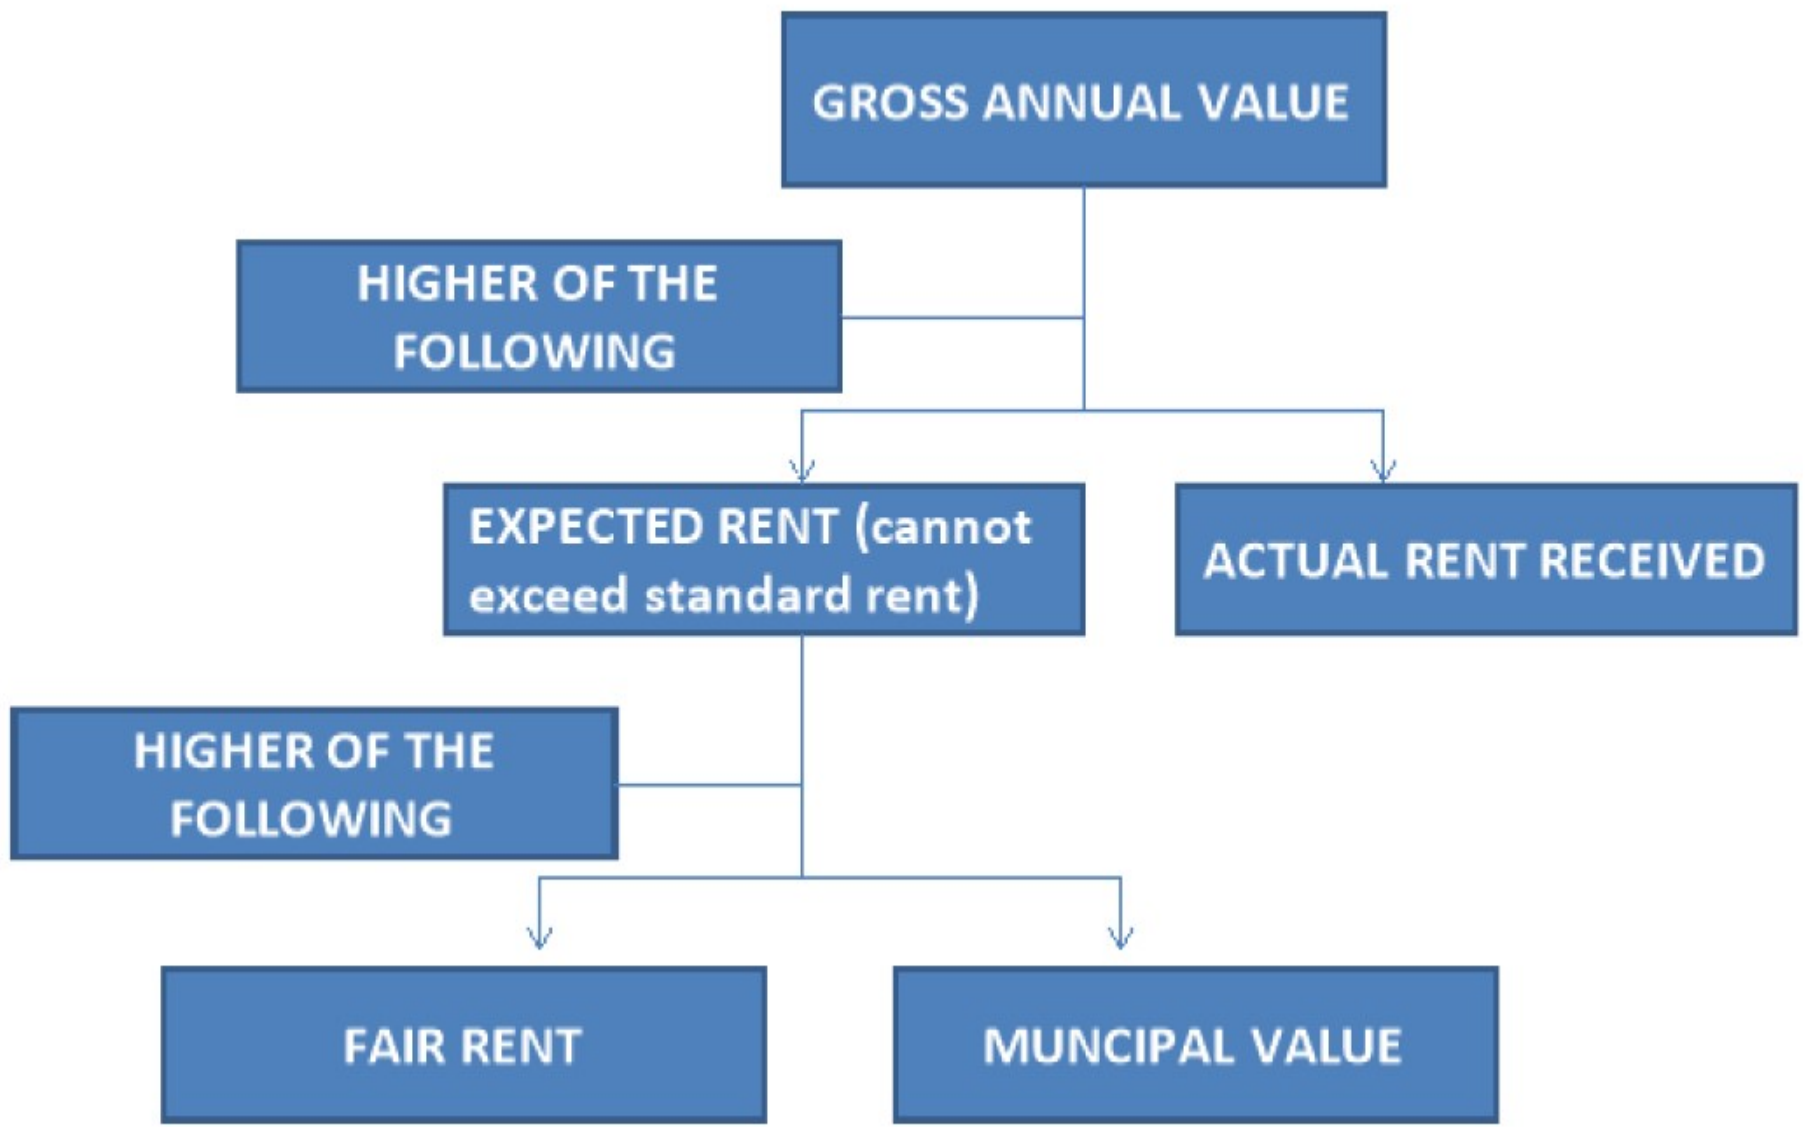 GROSS ANNUAL VALUE
HIGHER OF THE
FOLLOWING
EXPECTED RENT (cannot
exceed standard rent)
ACTUAL RENT RECEIVED
HIGHER OF THE
FOLLOWING
FAIR RENT
MUNCIPAL VALUE